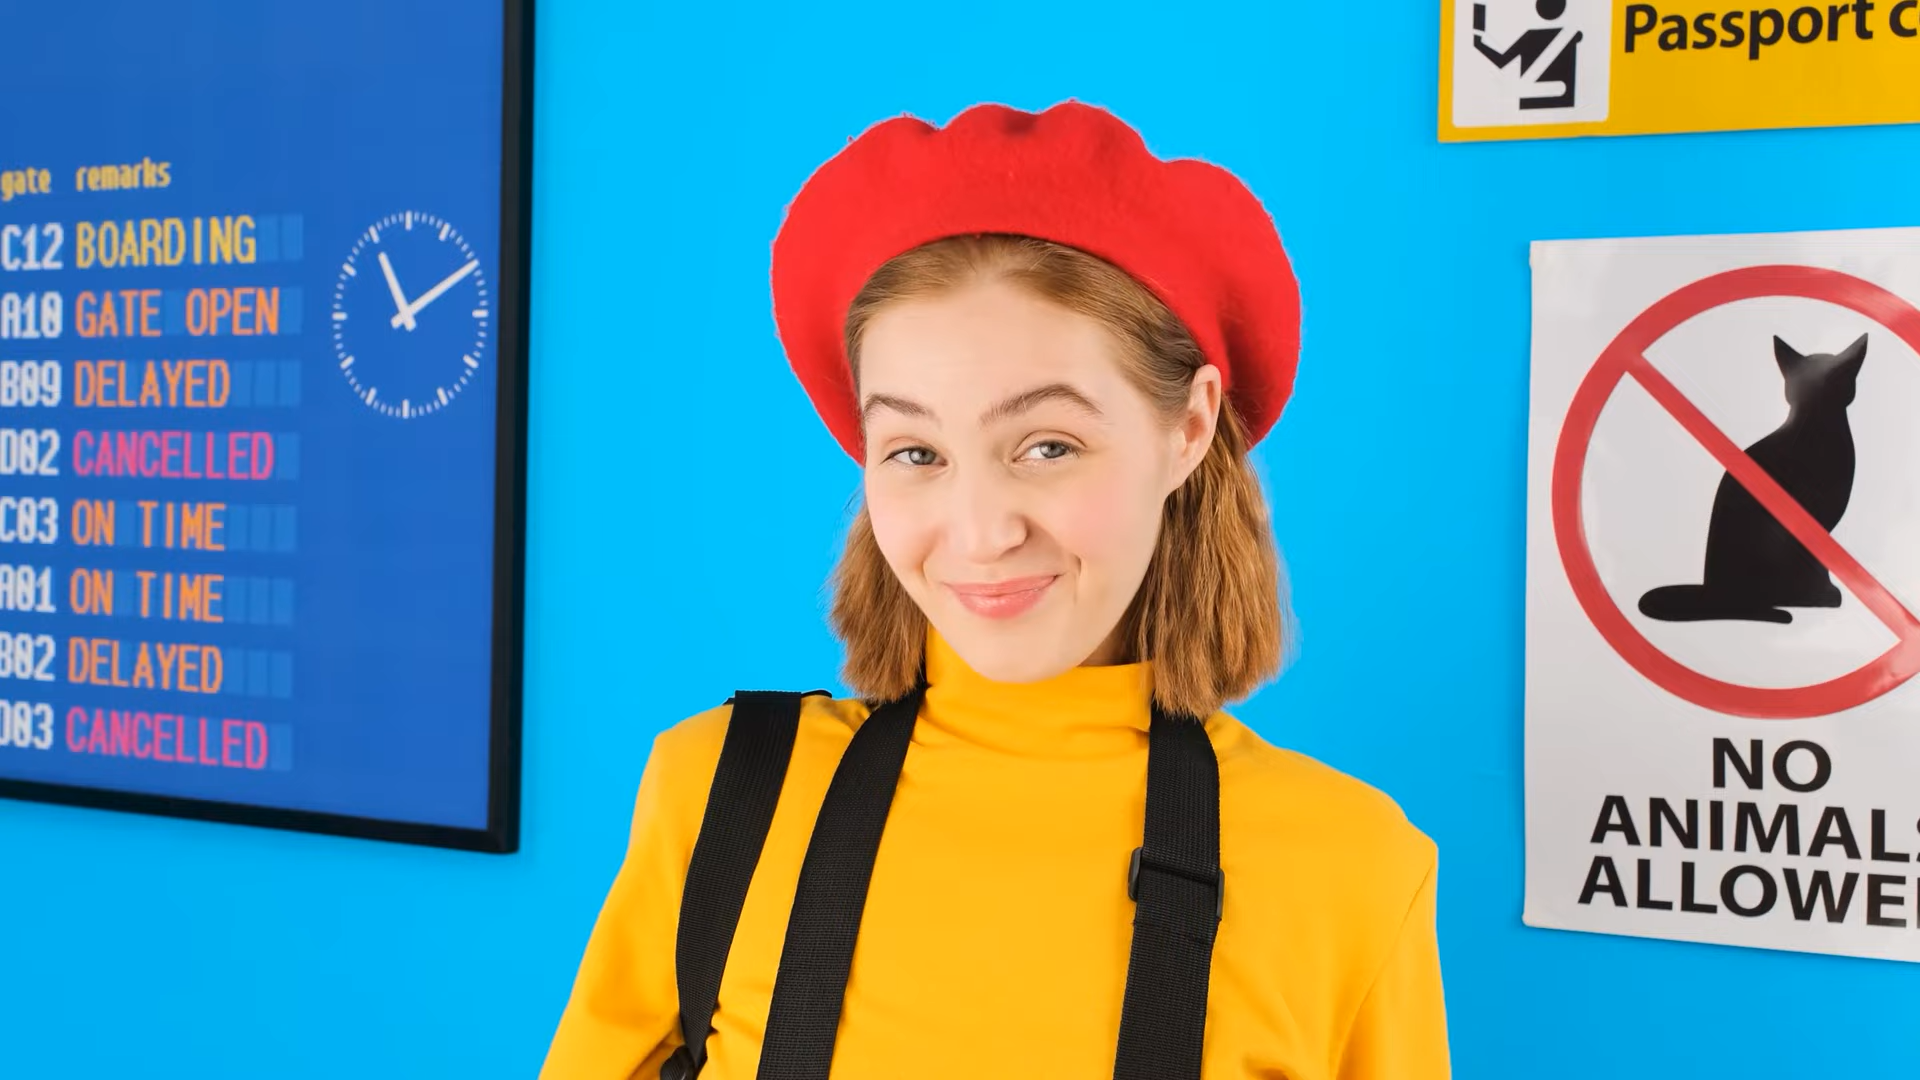 gate remarks
C12 BOARDING
A10 GATE OPEN
B09 DELAYED
D02 CANCELLED
C03 ON TIME
A01 ON TIME
B02 DELAYED
D03 CANCELLED
Passport c
NO
ANIMALS
ALLOWE